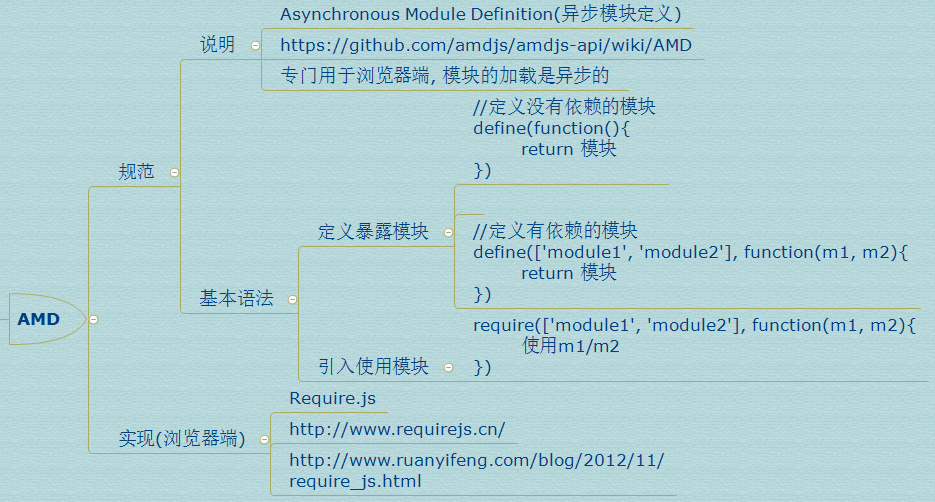 AMD
规范
说明
Asynchronous Module Definition(异步模块定义)
https://github.com/amdjs/amdjs-api/wiki/AMD
专门用于浏览器端, 模块的加载是异步的
基本语法
定义暴露模块
//定义没有依赖的模块
define(function(){
return 模块
})
//定义有依赖的模块
define(['module1', 'module2'], function(m1, m2){
return 模块
})
引入使用模块
require(['module1', 'module2'], function(m1, m2){
使用m1/m2
})
实现(浏览器端)
Require.js
http://www.requirejs.cn/
http://www.ruanyifeng.com/blog/2012/11/
require_js.html